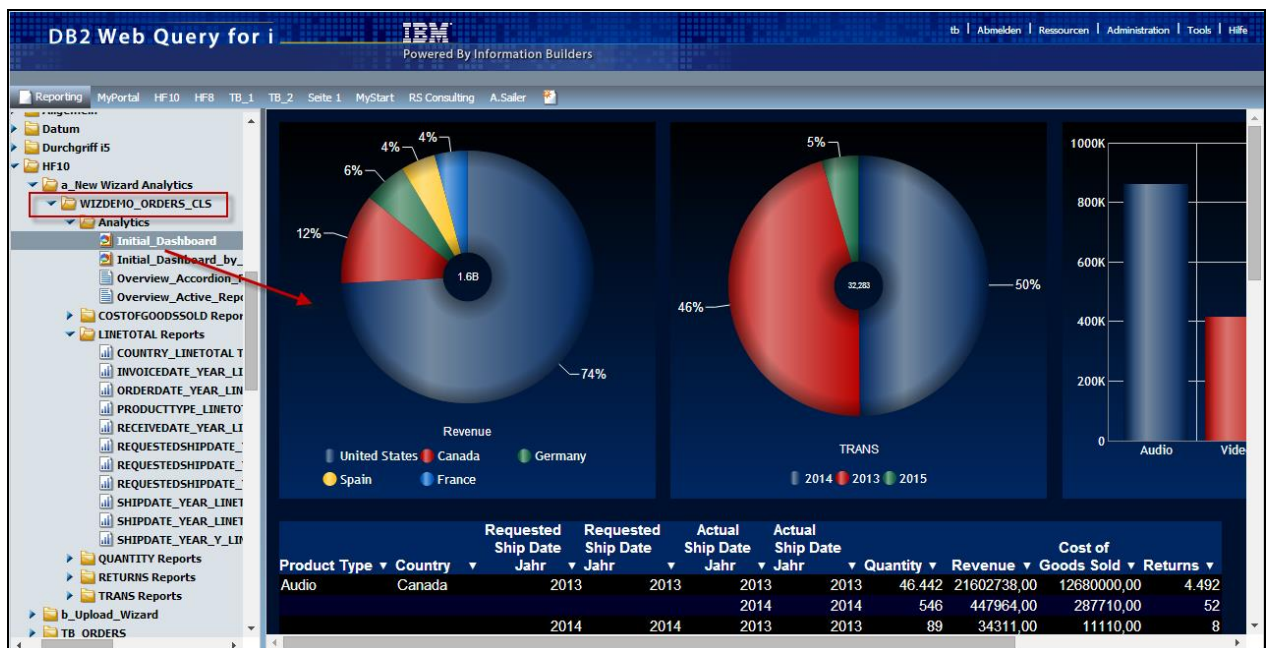 DB2 Web Query for i
IBM
Powered By Information Builders
tb | Abmelden | Ressourcen | Administration | Tools | Hilfe
Reporting MyPortal HF10 HF8 TB_1 TB_2 Seite 1 MyStart RS Consulting A.Sailer
Datum
Durchgriff i5
HF10
a_New Wizard Analytics
WIZDEMO_ORDERS_CLS
Analytics
Initial_Dashboard
Initial_Dashboard_by_
Overview_Accordion_
Overview_Active_Repo
COSTOFGOODSSOLD Repor
LINETOTAL Reports
COUNTRY_LINETOTAL T
INVOICEDATE_YEAR_LI
ORDERDATE_YEAR_LIN
PRODUCTTYPE_LINETO
RECEIVEDATE_YEAR_LI
REQUESTEDSHIPDATE_
REQUESTEDSHIPDATE_
REQUESTEDSHIPDATE_
SHIPDATE_YEAR_LINET
SHIPDATE_YEAR_LINET
SHIPDATE_YEAR_Y_LIN
QUANTITY Reports
RETURNS Reports
TRANS Reports
b_Upload_Wizard
TB_ORDERS
4%
4%
6%
12%
1.6B
74%
Revenue
United States Canada Germany
Spain France
5%
46%
32,283
50%
TRANS
2014 2013 2015
1000K
800K
600K
400K
200K
0
Audio Vide
Product Type ▼ Country ▼ Requested Ship Date Jahr ▼ Requested Ship Date Jahr ▼ Actual Ship Date Jahr ▼ Actual Ship Date Jahr ▼ Quantity ▼ Revenue ▼ Cost of Goods Sold ▼ Returns ▼
Audio Canada 2013 2013 2013 2013 46.442 21602738,00 12680000,00 4.492
2014 2014 546 447964,00 287710,00 52
2014 2014 2013 2013 89 34311,00 11110,00 8